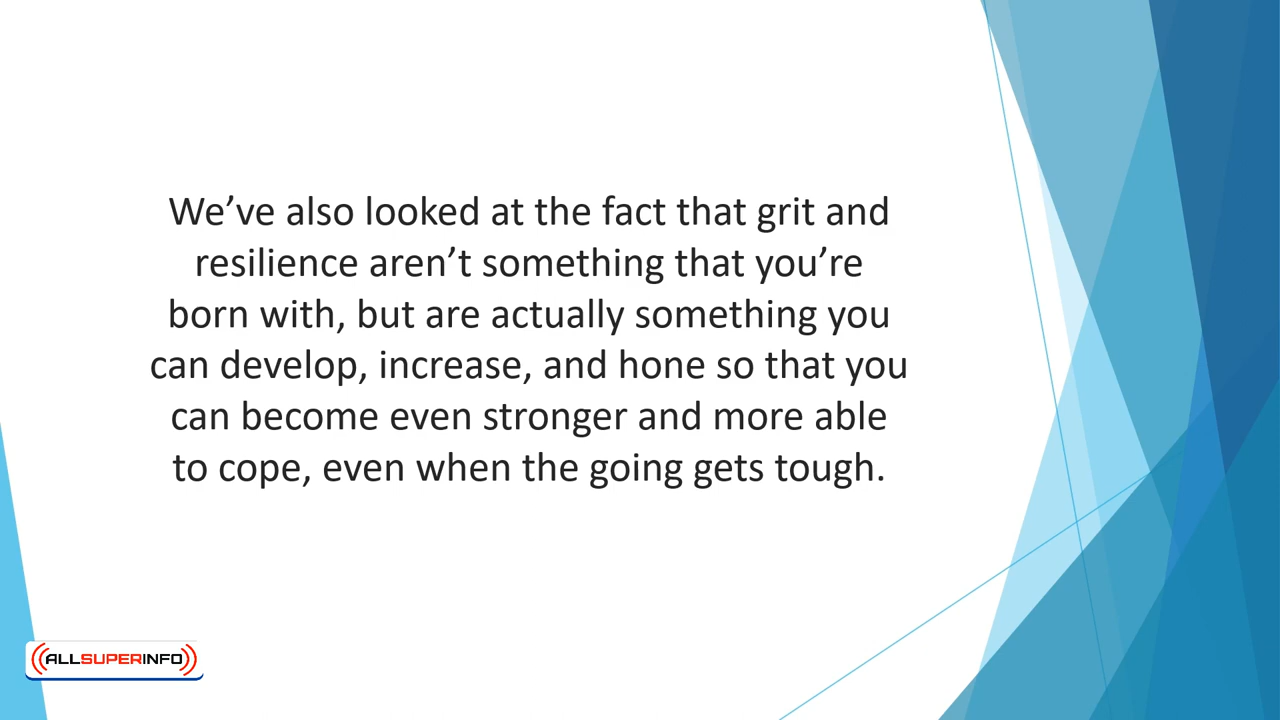 We’ve also looked at the fact that grit and
resilience aren’t something that you’re
born with, but are actually something you
can develop, increase, and hone so that you
can become even stronger and more able
to cope, even when the going gets tough.
ALLSUPERINFO